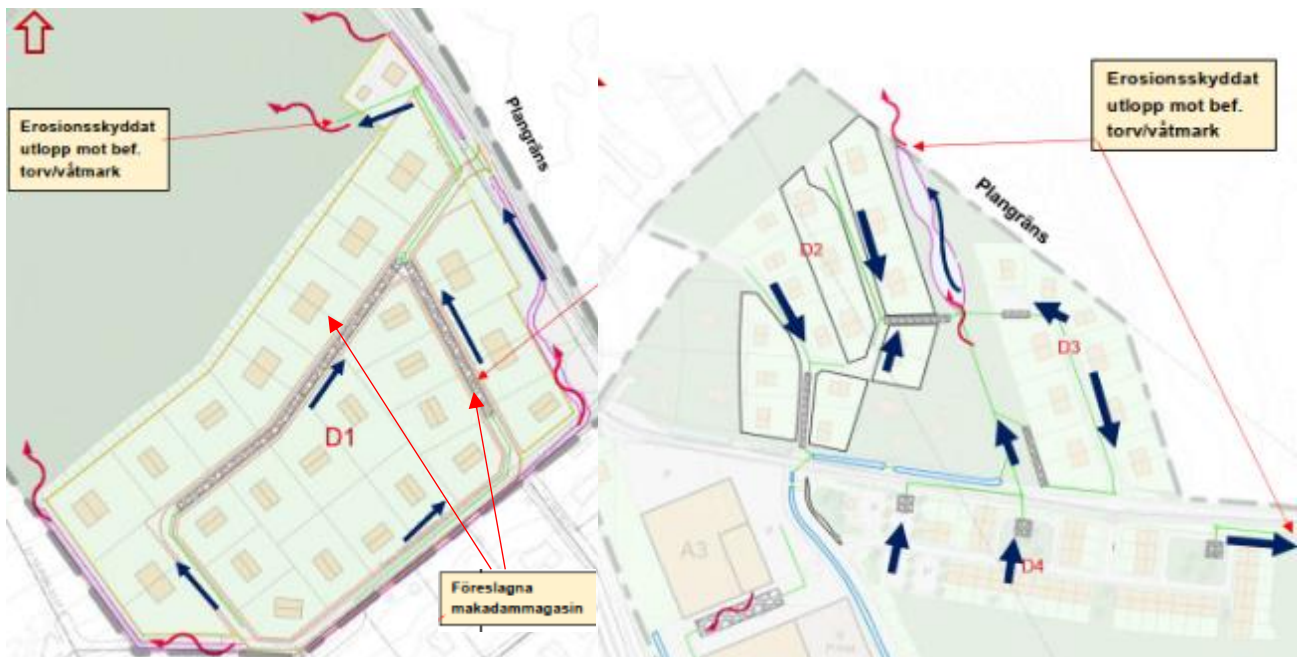 Erosionsskyddat
utlopp mot bef.
torv/våtmark
Plangräns
D1
Föreslagna
makadammagasin
Erosionsskyddat
utlopp mot bef.
torv/våtmark
Plangräns
D2
D3
A3
D4